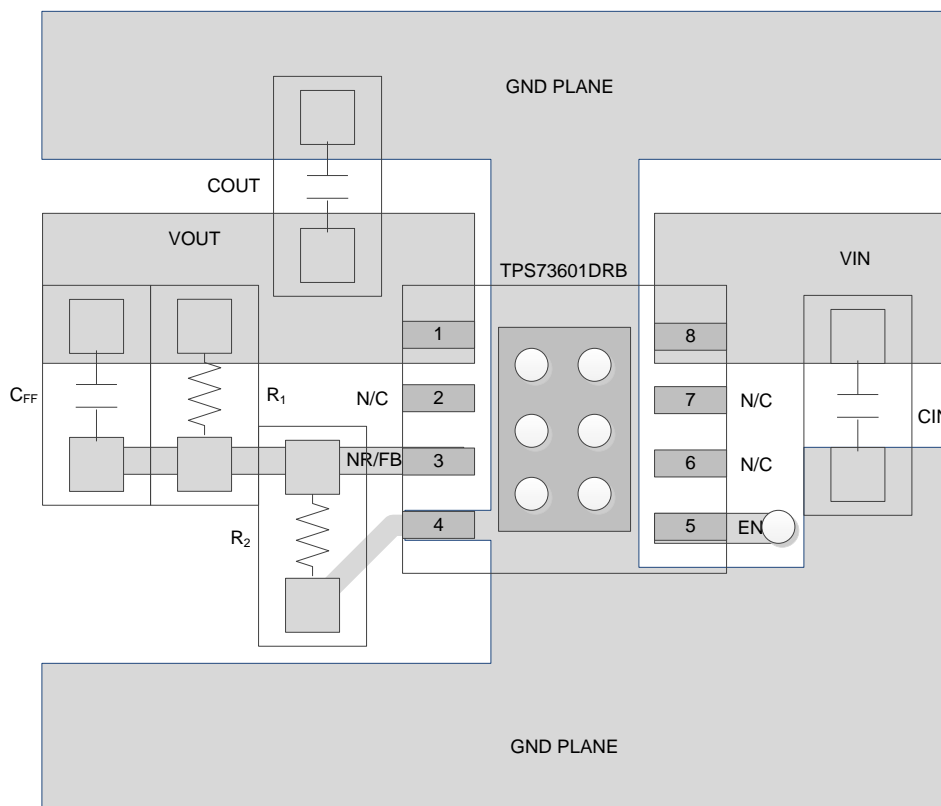 GND PLANE
COUT
VOUT
TPS73601DRB
VIN
1
8
CFF
R1
N/C
2
7
N/C
CIN
NR/FB
3
6
N/C
R2
4
5
EN
GND PLANE